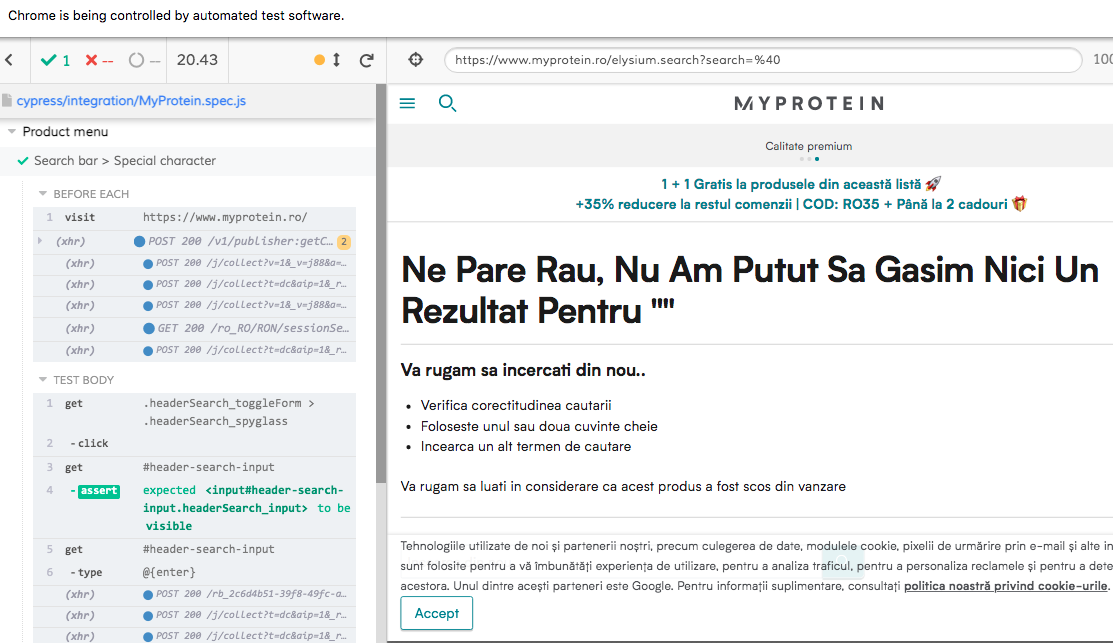 Chrome is being controlled by automated test software.
1 -- -- 20.43
https://www.myprotein.ro/elysium.search?search=%40 100
cypress/integration/MyProtein.spec.js
Product menu
Search bar > Special character
BEFORE EACH
1 visit https://www.myprotein.ro/
(xhr) POST 200 /v1/publisher:getC… 2
(xhr) POST 200 /j/collect?v=1&_v=j88&a=…
(xhr) POST 200 /j/collect?t=dc&aip=1&_r…
(xhr) POST 200 /j/collect?v=1&_v=j88&a=…
(xhr) GET 200 /ro_RO/RON/sessionSe…
(xhr) POST 200 /j/collect?t=dc&aip=1&_r…
TEST BODY
1 get .headerSearch_toggleForm >
.headerSearch_spyglass
2 -click
3 get #header-search-input
4 -assert expected <input#header-search-
input.headerSearch_input> to be
visible
5 get #header-search-input
6 -type @{enter}
(xhr) POST 200 /rb_2c6d4b51-39f8-49fc-a…
(xhr) POST 200 /j/collect?t=dc&aip=1&_r…
(xhr) POST 200 /j/collect?t=dc&aip=1&_r…
MYPROTEIN
Calitate premium
1 + 1 Gratis la produsele din această listă 🚀
+35% reducere la restul comenzii | COD: RO35 + Până la 2 cadouri 🎁
Ne Pare Rau, Nu Am Putut Sa Gasim Nici Un
Rezultat Pentru ""
Va rugam sa incercati din nou..
• Verifica corectitudinea cautarii
• Foloseste unul sau doua cuvinte cheie
• Incearca un alt termen de cautare
Va rugam sa luati in considerare ca acest produs a fost scos din vanzare
Tehnologiile utilizate de noi și partenerii noștri, precum culegerea de date, modulele cookie, pixelii de urmărire prin e-mail și alte in
sunt folosite pentru a vă îmbunătăți experiența de utilizare, pentru a analiza traficul, pentru a personaliza reclamele și pentru a dete
acestora. Unul dintre acești parteneri este Google. Pentru informații suplimentare, consultați politica noastră privind cookie-urile.
Accept